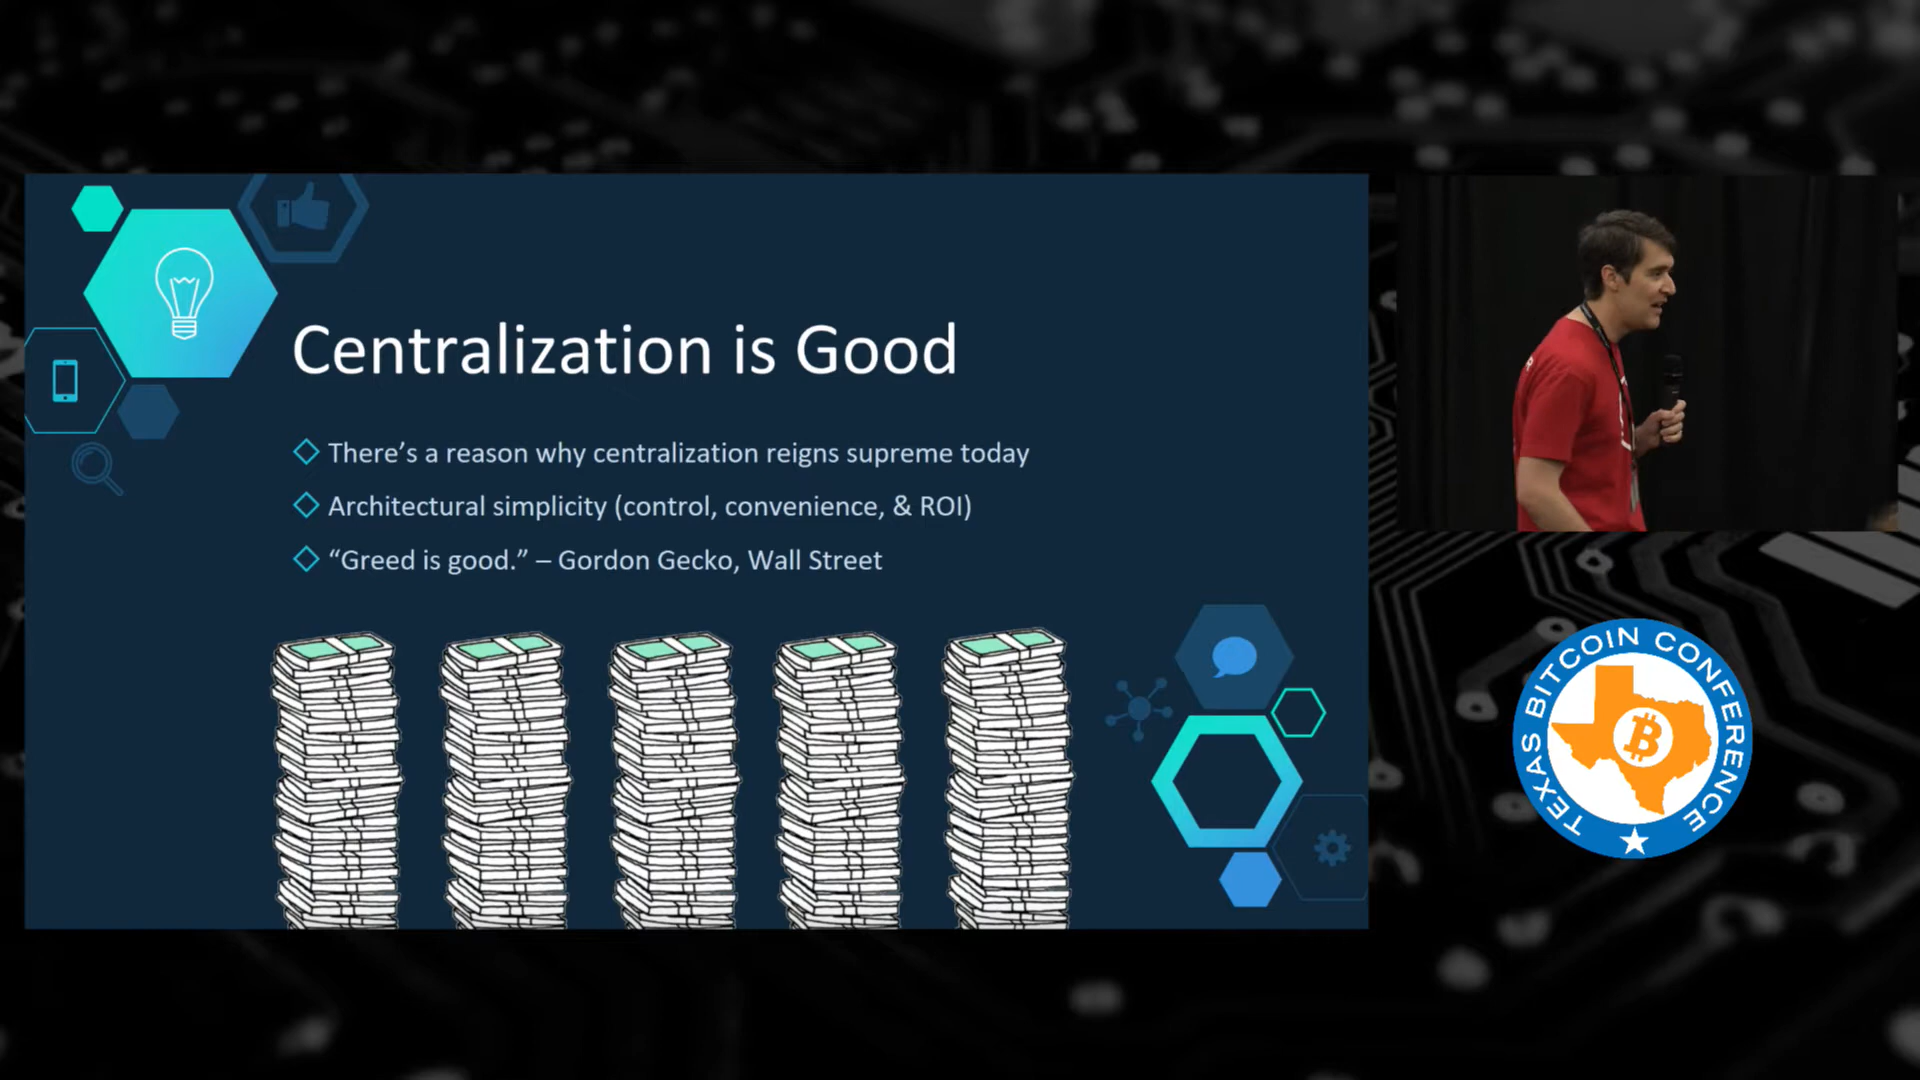 Centralization is Good
There’s a reason why centralization reigns supreme today
Architectural simplicity (control, convenience, & ROI)
“Greed is good.” – Gordon Gecko, Wall Street
TEXAS BITCOIN CONFERENCE